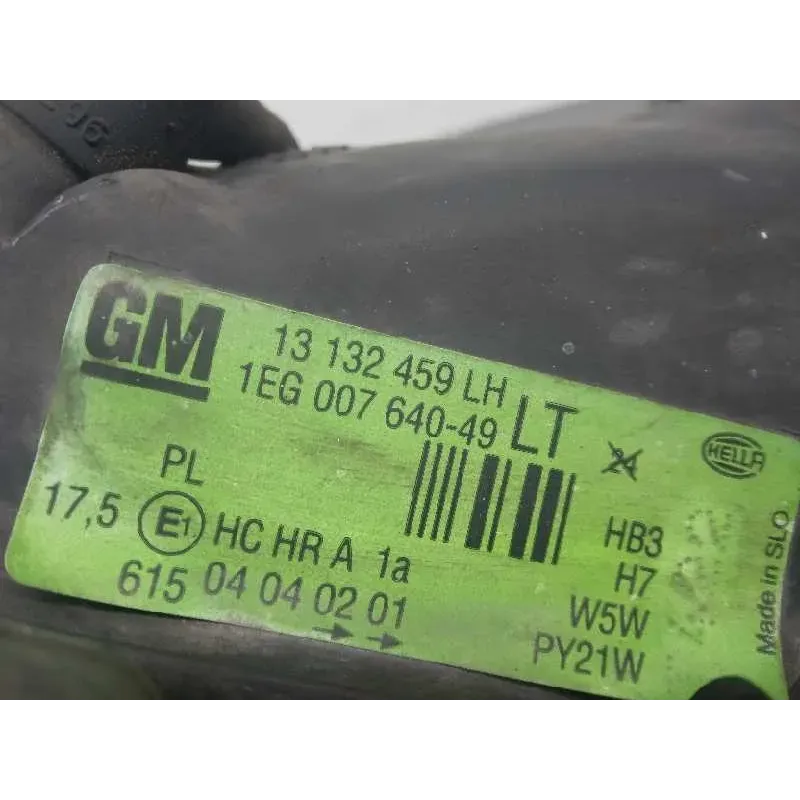 GM
13 132 459 LH
1EG 007 640-49 LT
24
HELLA
PL
17,5 E1 HC HR A 1a
615 04 04 02 01
HB3
H7
W5W
PY21W
Made in SLO